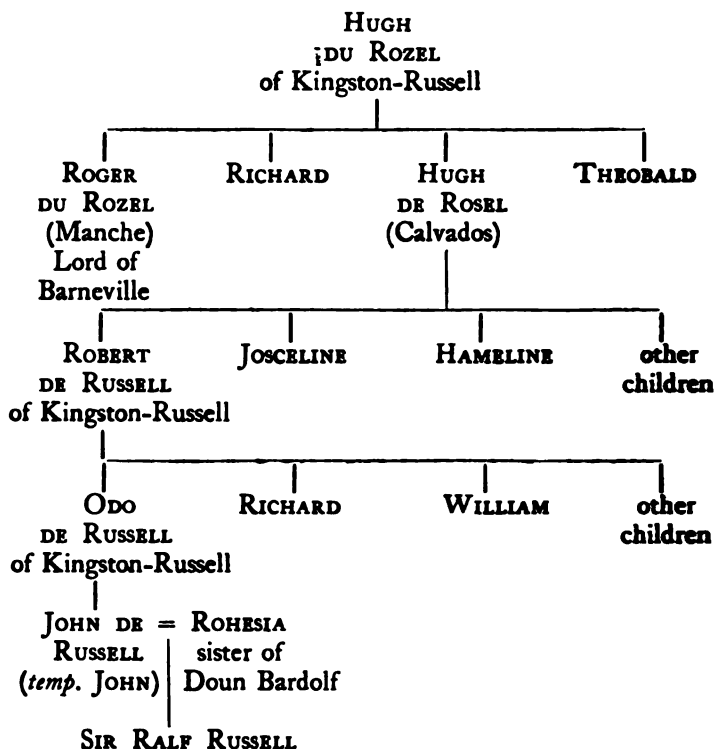 HUGH
DU ROZEL
of Kingston-Russell
ROGER
DU ROZEL
(Manche)
Lord of
Barneville
RICHARD
HUGH
DE ROSEL
(Calvados)
THEOBALD
ROBERT
DE RUSSELL
of Kingston-Russell
JOSCELINE
HAMELINE
other
children
ODO
DE RUSSELL
of Kingston-Russell
RICHARD
WILLIAM
other
children
JOHN DE = ROHESIA
RUSSELL sister of
(temp. JOHN) Doun Bardolf
SIR RALF RUSSELL